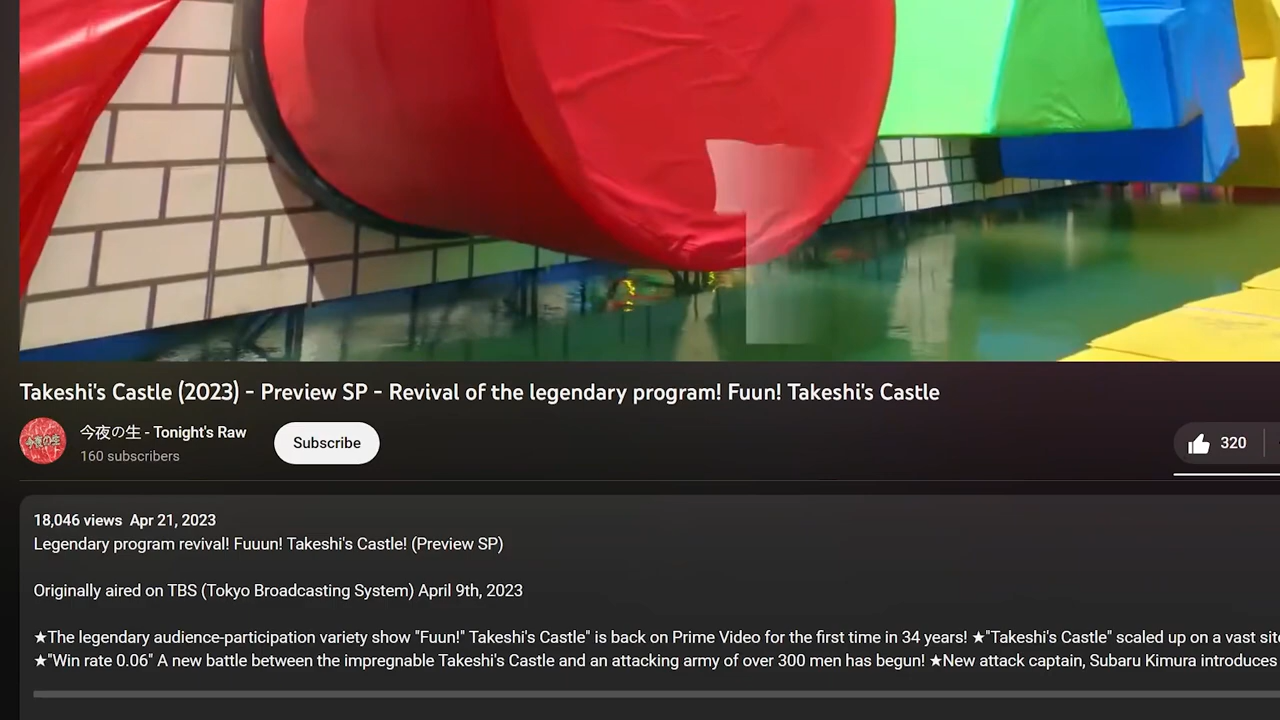 Takeshi's Castle (2023) - Preview SP - Revival of the legendary program! Fuun! Takeshi's Castle
今夜の生
今夜の生 - Tonight's Raw
160 subscribers
Subscribe
320
18,046 views Apr 21, 2023
Legendary program revival! Fuuun! Takeshi's Castle! (Preview SP)
Originally aired on TBS (Tokyo Broadcasting System) April 9th, 2023
★The legendary audience-participation variety show "Fuun!" Takeshi's Castle" is back on Prime Video for the first time in 34 years! ★"Takeshi's Castle" scaled up on a vast
★"Win rate 0.06" A new battle between the impregnable Takeshi's Castle and an attacking army of over 300 men has begun! ★New attack captain, Subaru Kimura introduces